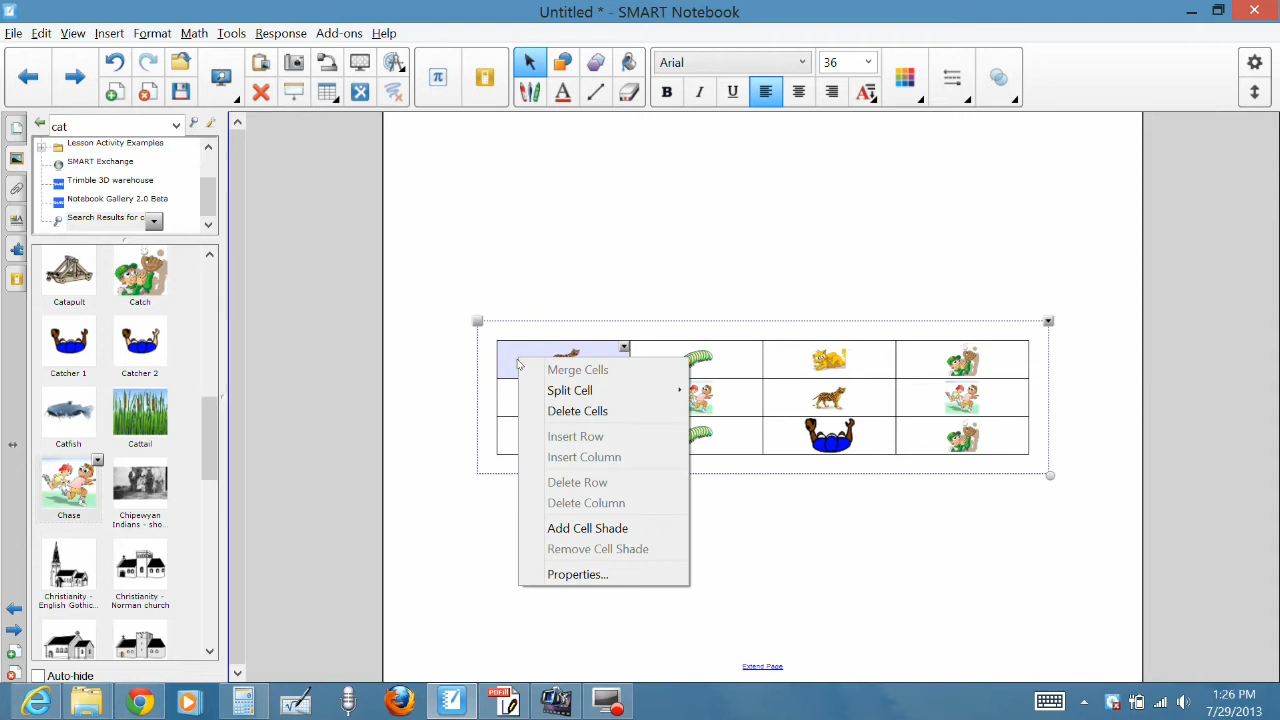 Untitled * - SMART Notebook
File Edit View Insert Format Math Tools Response Add-ons Help
Arial 36
B I U
cat
Lesson Activity Examples
SMART Exchange
Trimble 3D warehouse
Notebook Gallery 2.0 Beta
Search Results for c
Catapult Catch
Catcher 1 Catcher 2
Catfish Cattail
Chase Chipewyan
Indians - sho...
Christianity - Christianity -
English Gothic... Norman church
Auto-hide
Merge Cells
Split Cell
Delete Cells
Insert Row
Insert Column
Delete Row
Delete Column
Add Cell Shade
Remove Cell Shade
Properties...
Extend Page
1:26 PM
7/29/2013